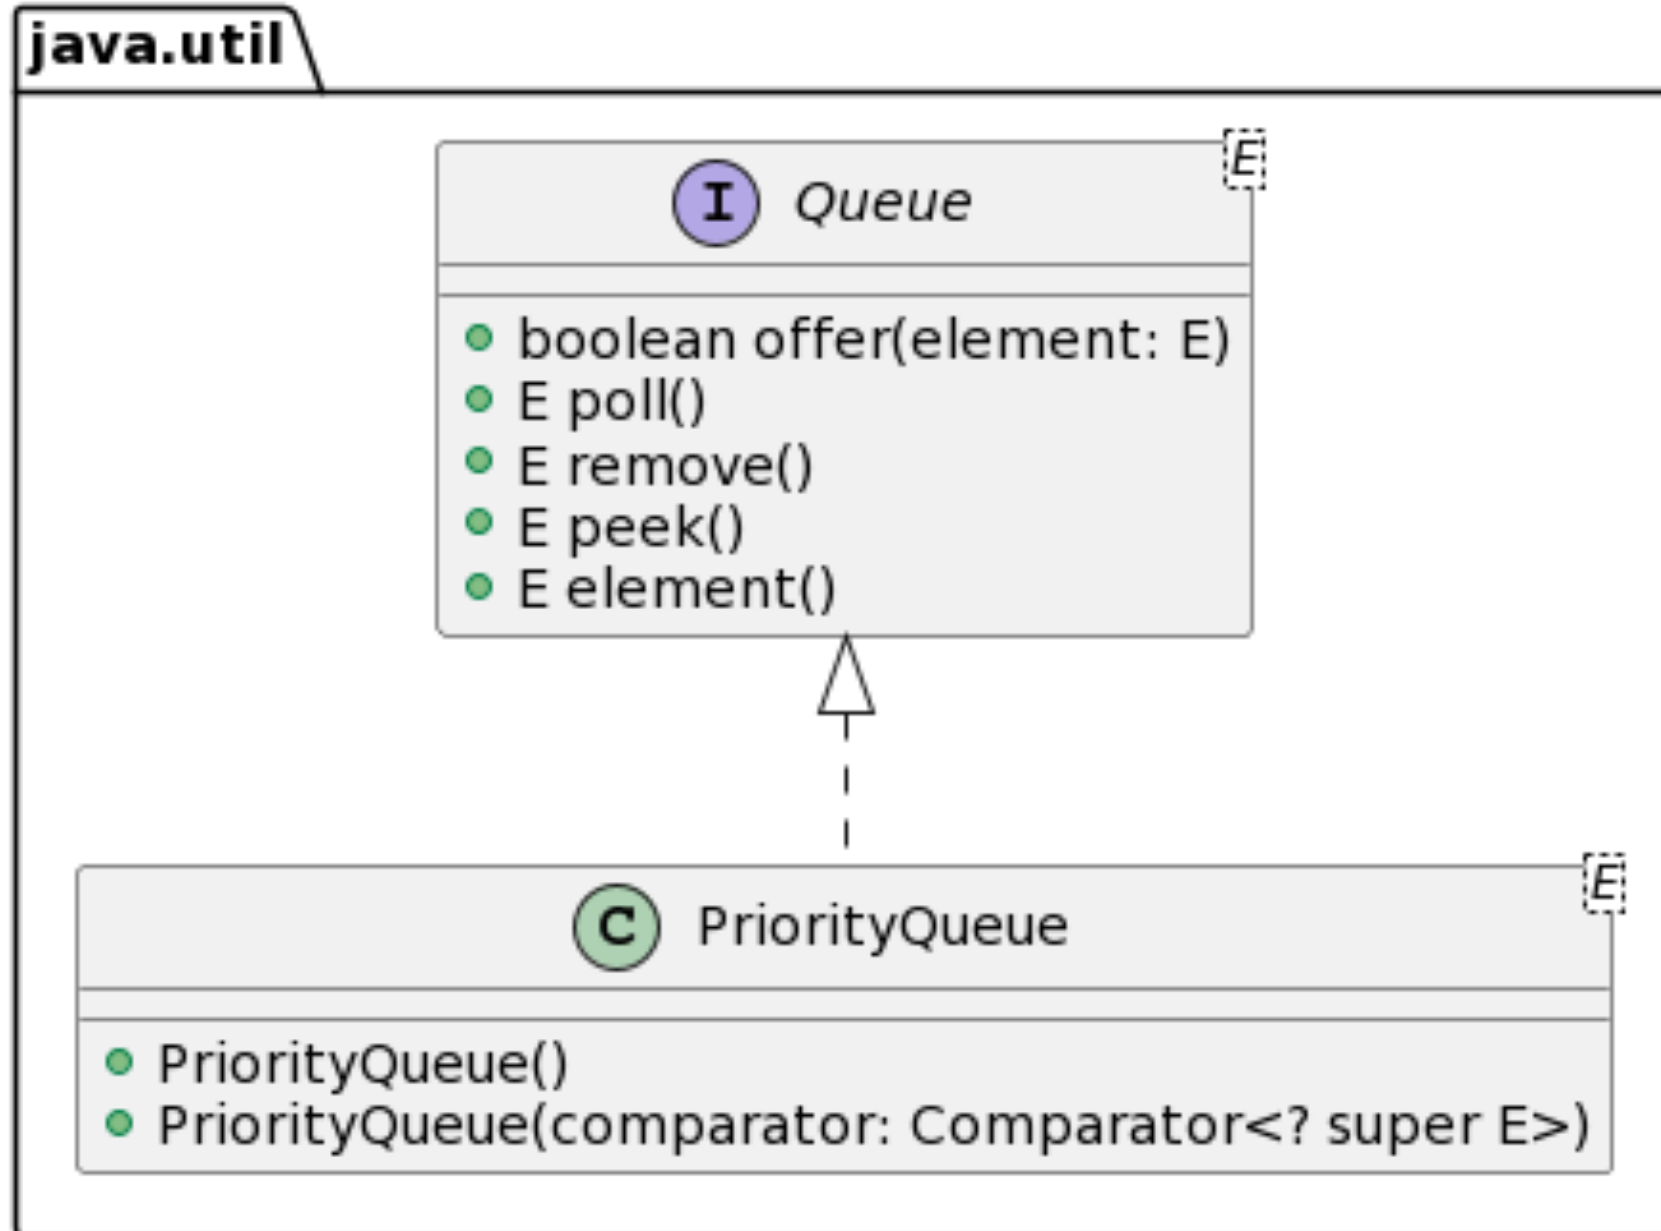 java.util
E
I Queue
boolean offer(element: E)
E poll()
E remove()
E peek()
E element()
E
C PriorityQueue
PriorityQueue()
PriorityQueue(comparator: Comparator<? super E>)